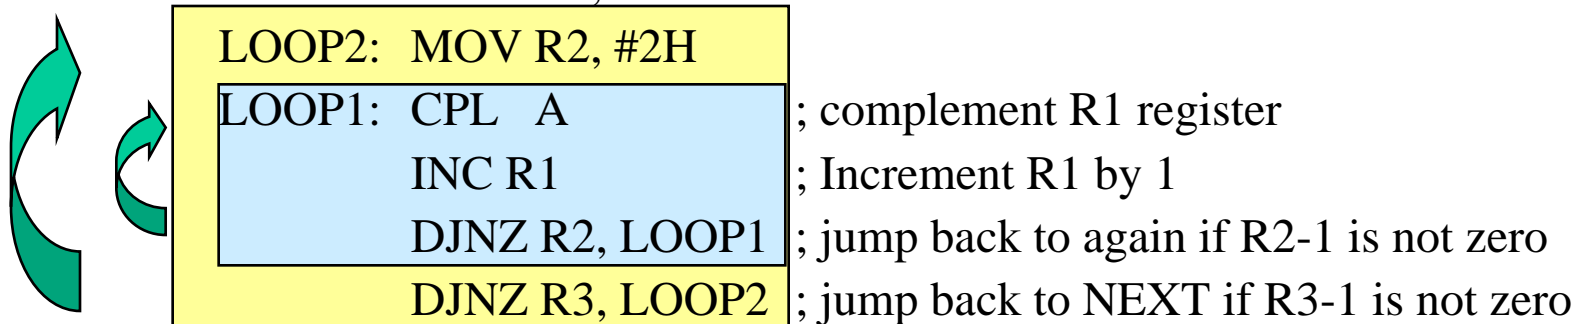 LOOP2: MOV R2, #2H
LOOP1: CPL A ; complement R1 register
INC R1 ; Increment R1 by 1
DJNZ R2, LOOP1 ; jump back to again if R2-1 is not zero
DJNZ R3, LOOP2 ; jump back to NEXT if R3-1 is not zero